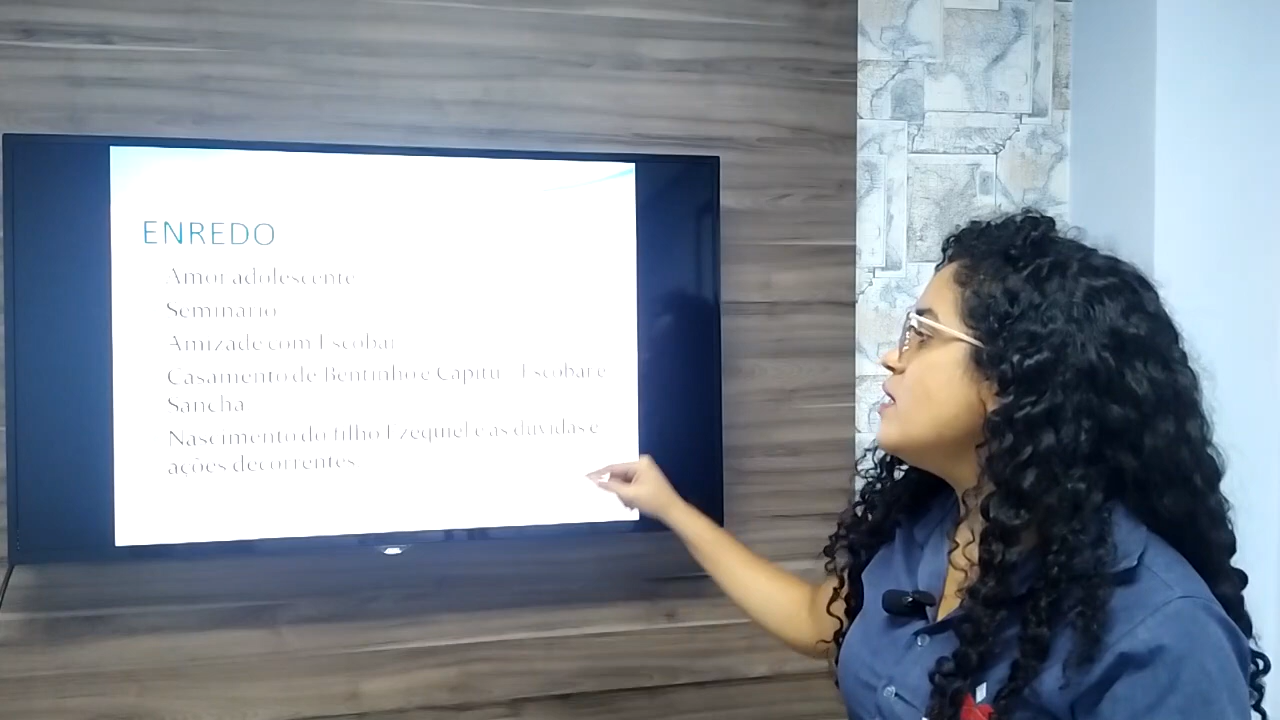 ENREDO
Amor adolescente
Seminário
Amizade com Escobar
Casamento de Bentinho e Capitu - Escobar e
Sancha
Nascimento do filho Ezequiel e as dúvidas e
ações decorrentes